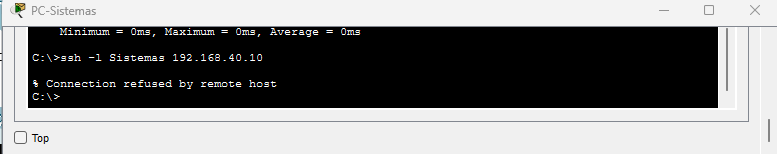 PC-Sistemas
Minimum = 0ms, Maximum = 0ms, Average = 0ms
C:\>ssh -l Sistemas 192.168.40.10
% Connection refused by remote host
C:\>
Top